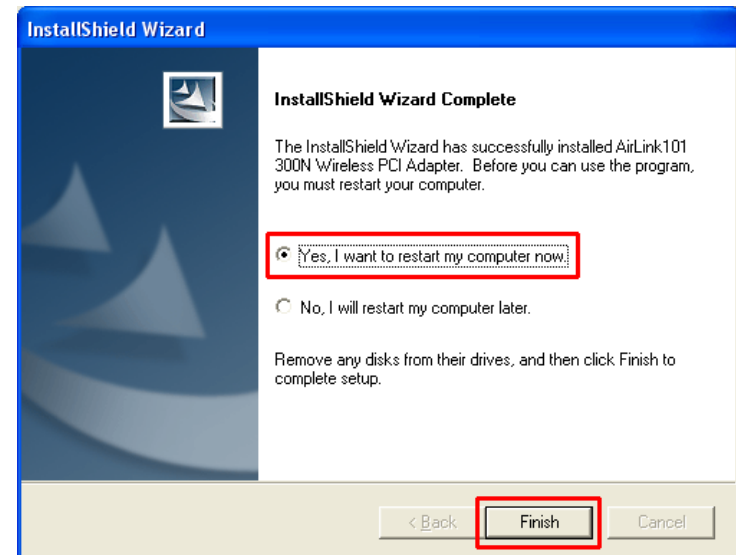 InstallShield Wizard
InstallShield Wizard Complete
The InstallShield Wizard has successfully installed AirLink101
300N Wireless PCI Adapter.  Before you can use the program,
you must restart your computer.
Yes, I want to restart my computer now.
No, I will restart my computer later.
Remove any disks from their drives, and then click Finish to
complete setup.
< Back Finish Cancel